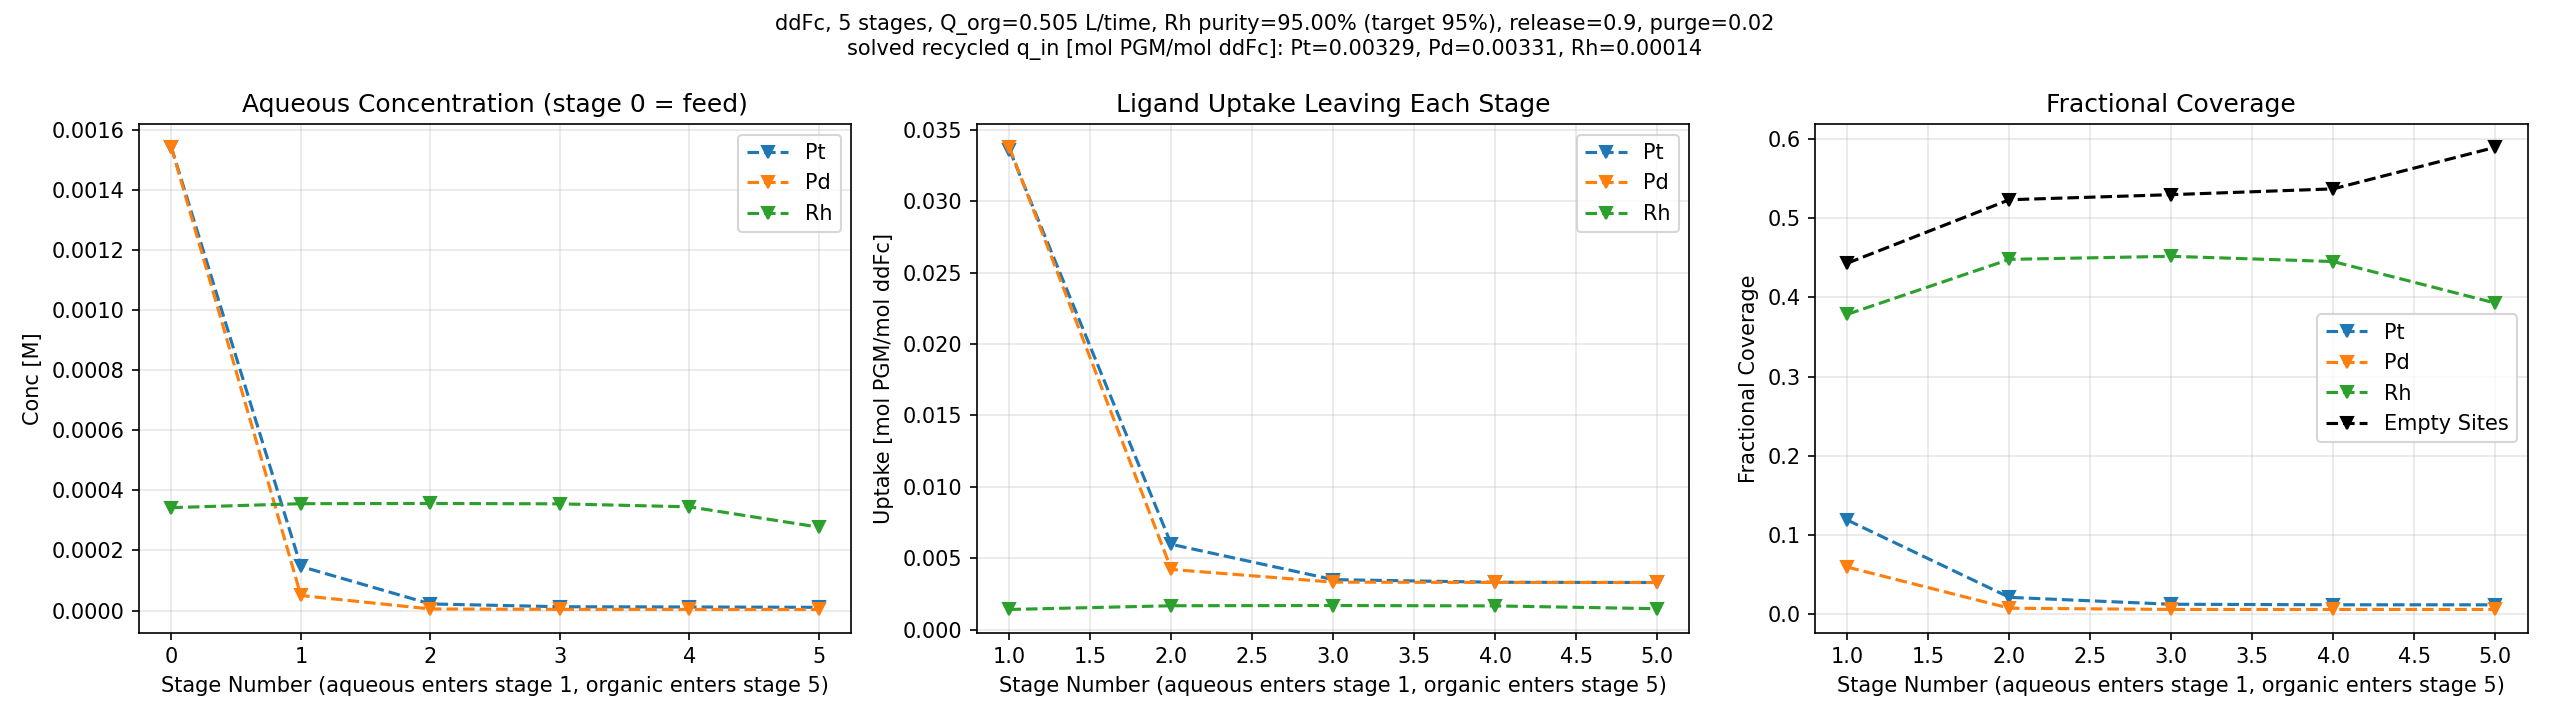 ddFc, 5 stages, Q_org=0.505 L/time, Rh purity=95.00% (target 95%), release=0.9, purge=0.02
solved recycled q_in [mol PGM/mol ddFc]: Pt=0.00329, Pd=0.00331, Rh=0.00014
Aqueous Concentration (stage 0 = feed)
Conc [M]
0.0016
0.0014
0.0012
0.0010
0.0008
0.0006
0.0004
0.0002
0.0000
Pt
Pd
Rh
0 1 2 3 4 5
Stage Number (aqueous enters stage 1, organic enters stage 5)
Ligand Uptake Leaving Each Stage
Uptake [mol PGM/mol ddFc]
0.035
0.030
0.025
0.020
0.015
0.010
0.005
0.000
Pt
Pd
Rh
1.0 1.5 2.0 2.5 3.0 3.5 4.0 4.5 5.0
Stage Number (aqueous enters stage 1, organic enters stage 5)
Fractional Coverage
Fractional Coverage
0.6
0.5
0.4
0.3
0.2
0.1
0.0
Pt
Pd
Rh
Empty Sites
1.0 1.5 2.0 2.5 3.0 3.5 4.0 4.5 5.0
Stage Number (aqueous enters stage 1, organic enters stage 5)